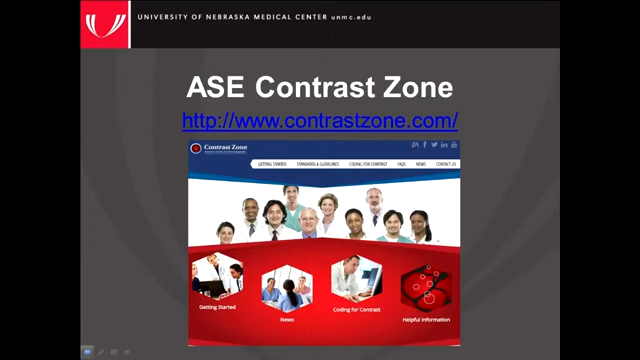 UNIVERSITY OF NEBRASKA MEDICAL CENTER unmc.edu
ASE Contrast Zone
http://www.contrastzone.com/
Contrast Zone
GETTING STARTED STANDARDS & GUIDELINES CODING FOR CONTRAST FAQS NEWS CONTACT US
Getting Started
News
Coding for Contrast
Helpful Information